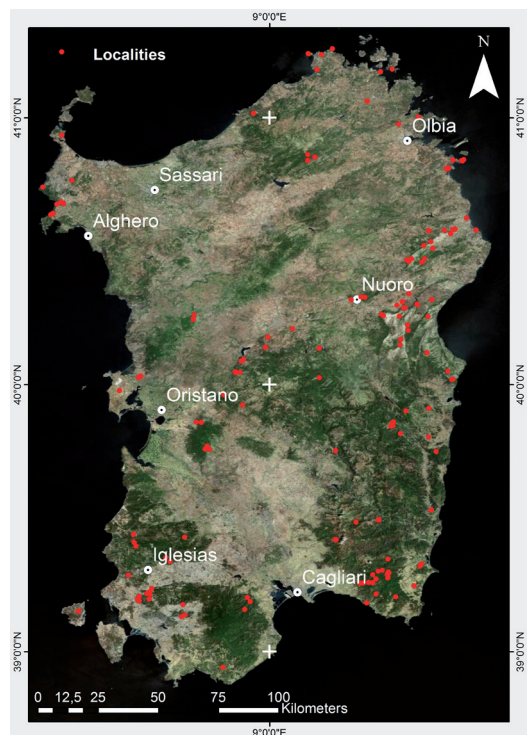 9°0'0"E
Localities
N
41°0'0"N
41°0'0"N
Olbia
Sassari
Alghero
Nuoro
40°0'0"N
40°0'0"N
Oristano
Iglesias
Cagliari
39°0'0"N
39°0'0"N
0 12,5 25 50 75 100
Kilometers
9°0'0"E